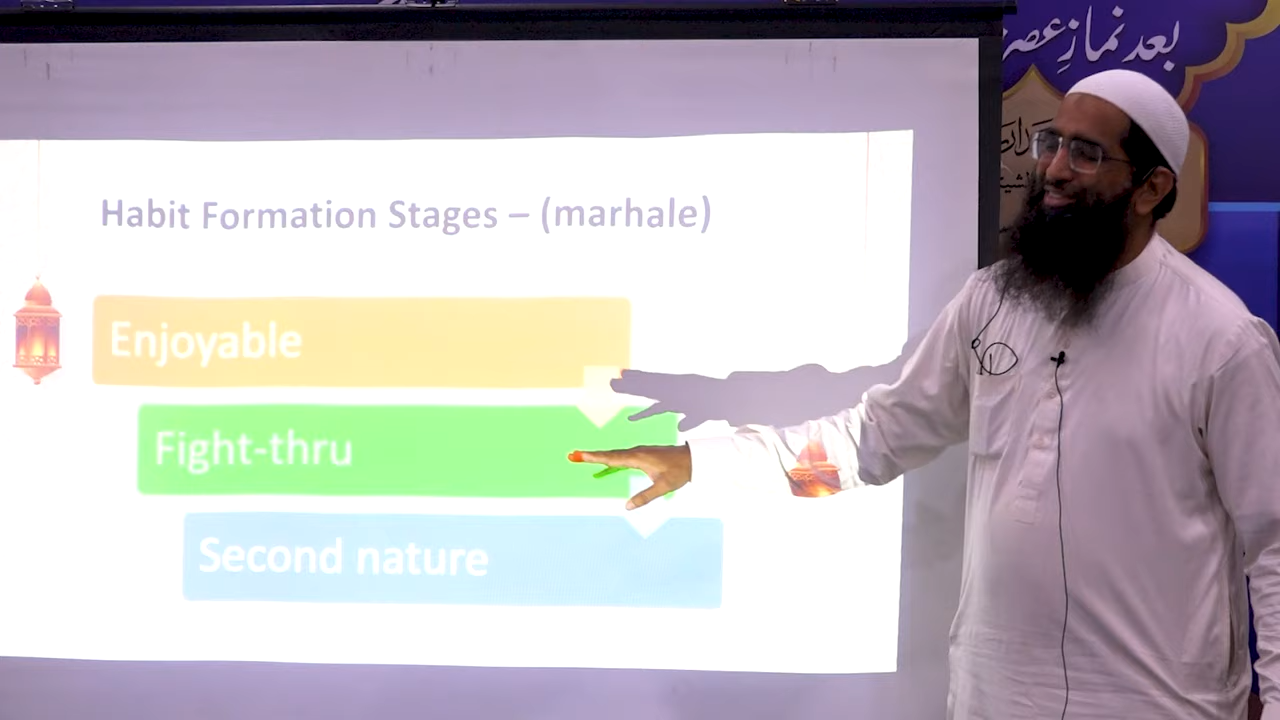 Habit Formation Stages – (marhale)
Enjoyable
Fight-thru
Second nature
بعد نمازِ عصر